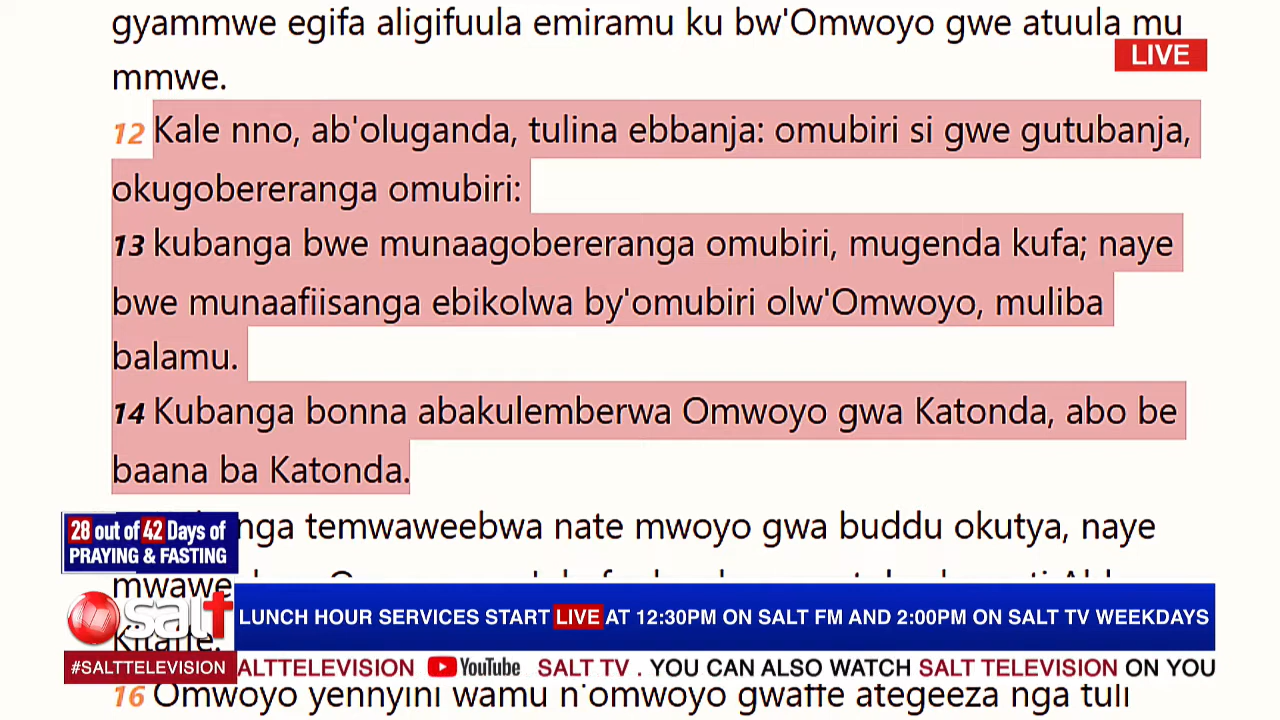 gyammwe egifa aligifuula emiramu ku bw'Omwoyo gwe atuula mu
mmwe.
LIVE
12 Kale nno, ab'oluganda, tulina ebbanja: omubiri si gwe gutubanja,
okugobereranga omubiri:
13 kubanga bwe munaagobereranga omubiri, mugenda kufa; naye
bwe munaafiisanga ebikolwa by'omubiri olw'Omwoyo, muliba
balamu.
14 Kubanga bonna abakulemberwa Omwoyo gwa Katonda, abo be
baana ba Katonda.
temwaweebwa nate mwoyo gwa buddu okutya, naye
28 out of 42 Days of
PRAYING & FASTING
salt
LUNCH HOUR SERVICES START LIVE AT 12:30PM ON SALT FM AND 2:00PM ON SALT TV WEEKDAYS
#SALTTELEVISION
ALTTELEVISION YouTube SALT TV . YOU CAN ALSO WATCH SALT TELEVISION ON YOU
16 Omwoyo yennyini wamu n'omwoyo gwaffe ategeeza nga tuli